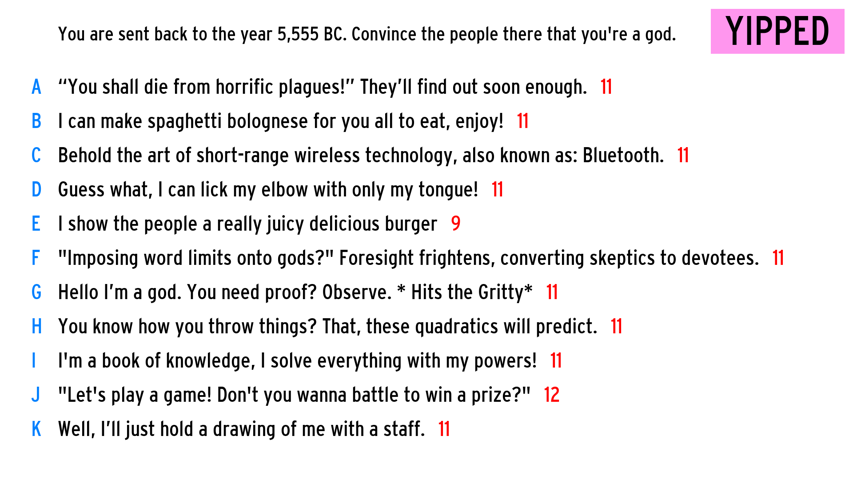 You are sent back to the year 5,555 BC. Convince the people there that you're a god.
YIPPED
A “You shall die from horrific plagues!” They’ll find out soon enough. 11
B I can make spaghetti bolognese for you all to eat, enjoy! 11
C Behold the art of short-range wireless technology, also known as: Bluetooth. 11
D Guess what, I can lick my elbow with only my tongue! 11
E I show the people a really juicy delicious burger 9
F "Imposing word limits onto gods?" Foresight frightens, converting skeptics to devotees. 11
G Hello I’m a god. You need proof? Observe. * Hits the Gritty* 11
H You know how you throw things? That, these quadratics will predict. 11
I I'm a book of knowledge, I solve everything with my powers! 11
J "Let's play a game! Don't you wanna battle to win a prize?" 12
K Well, I’ll just hold a drawing of me with a staff. 11